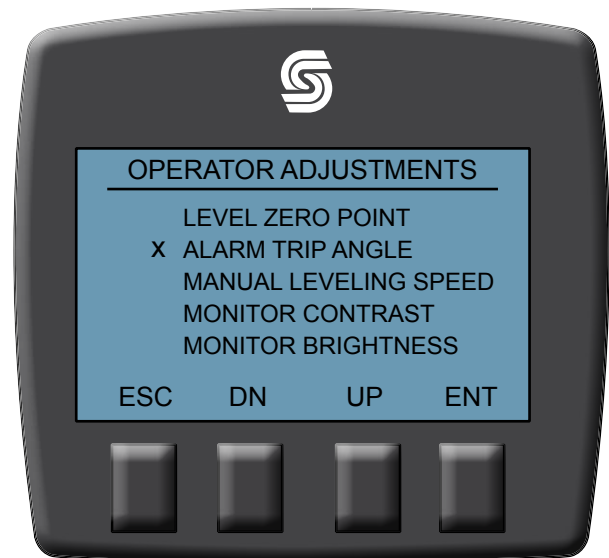 OPERATOR ADJUSTMENTS
LEVEL ZERO POINT
X ALARM TRIP ANGLE
MANUAL LEVELING SPEED
MONITOR CONTRAST
MONITOR BRIGHTNESS
ESC DN UP ENT